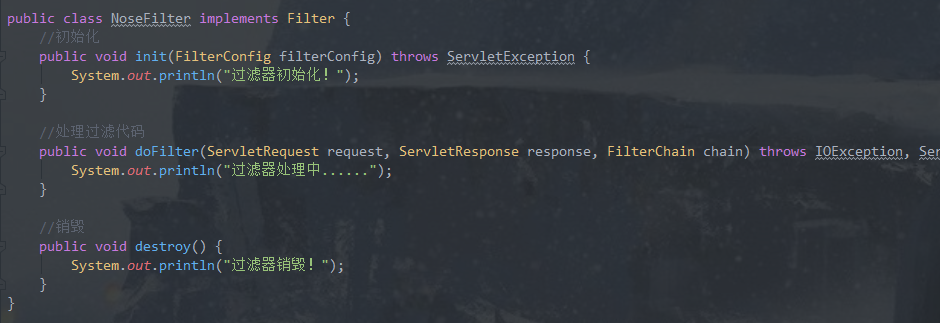 public class NoseFilter implements Filter {
    //初始化
    public void init(FilterConfig filterConfig) throws ServletException {
        System.out.println("过滤器初始化！");
    }

    //处理过滤代码
    public void doFilter(ServletRequest request, ServletResponse response, FilterChain chain) throws IOException, Ser
        System.out.println("过滤器处理中......");
    }

    //销毁
    public void destroy() {
        System.out.println("过滤器销毁！");
    }
}